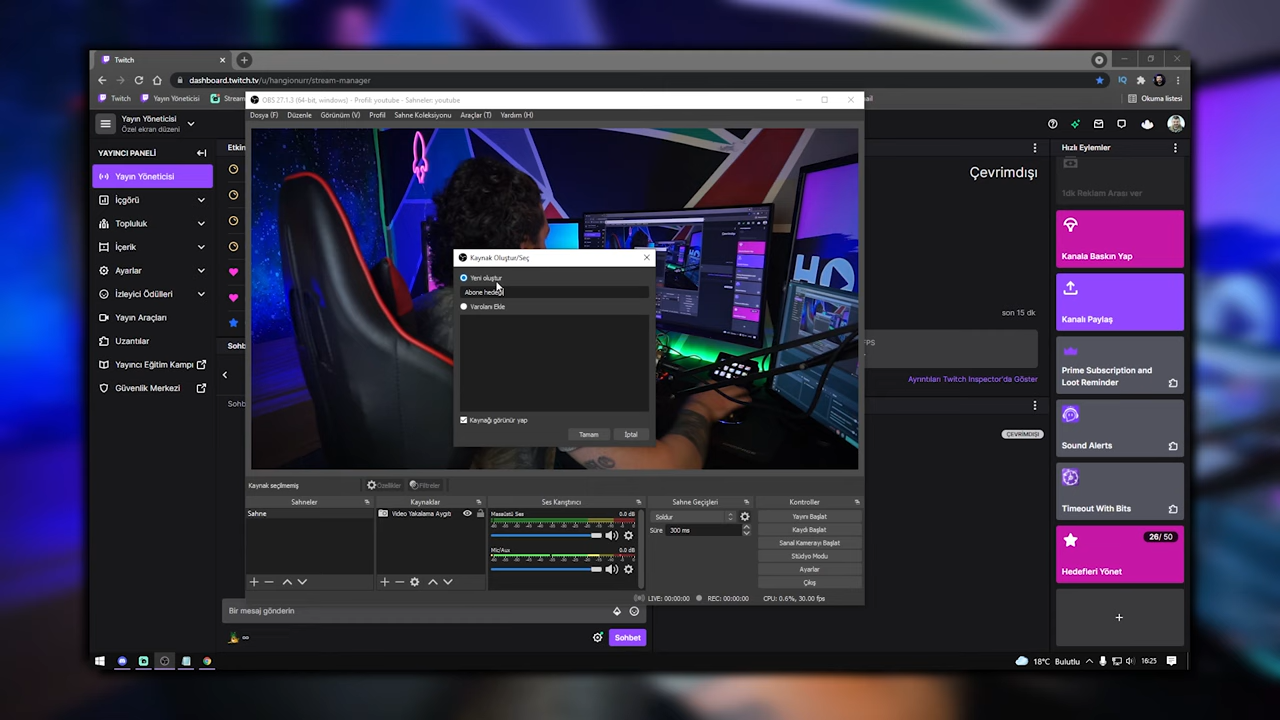 Twitch
dashboard.twitch.tv/u/hangionurr/stream-manager
Twitch
Yayın Yöneticisi
Okuma listesi
OBS 27.1.3 (64-bit, windows) - Profil: youtube - Sahneler: youtube
Dosya (F)
Düzenle
Görünüm (V)
Profil
Sahne Koleksiyonu
Araçlar (T)
Yardım (H)
Yayın Yöneticisi
Özel ekran düzeni
YAYINCI PANELİ
Yayın Yöneticisi
İçgörü
Topluluk
İçerik
Ayarlar
İzleyici Ödülleri
Yayın Araçları
Uzantılar
Yayıncı Eğitim Kampı
Güvenlik Merkezi
Kaynak Oluştur/Seç
Yeni oluştur
Abone hedeği
Varolanı Ekle
Kaynağı görünür yap
Tamam
İptal
Kaynak seçilmemiş
Özellikler
Filtreler
Sahneler
Sahne
Kaynaklar
Video Yakalama Aygıtı
Ses Karıştırıcı
Masaüstü Ses
0.0 dB
Mic/Aux
0.0 dB
Sahne Geçişleri
Soldur
Süre
300 ms
Kontroller
Yayını Başlat
Kaydı Başlat
Sanal Kamerayı Başlat
Stüdyo Modu
Ayarlar
Çıkış
LIVE: 00:00:00
REC: 00:00:00
CPU: 0.6%, 30.00 fps
Bir mesaj gönderin
Sohbet
Çevrimdışı
son 15 dk
Ayrıntıları Twitch Inspector'da Göster
ÇEVRİMDIŞI
Hızlı Eylemler
1dk Reklam Arası ver
Kanala Baskın Yap
Kanalı Paylaş
Prime Subscription and
Loot Reminder
Sound Alerts
Timeout With Bits
26/ 50
Hedefleri Yönet
18°C Bulutlu
16:25